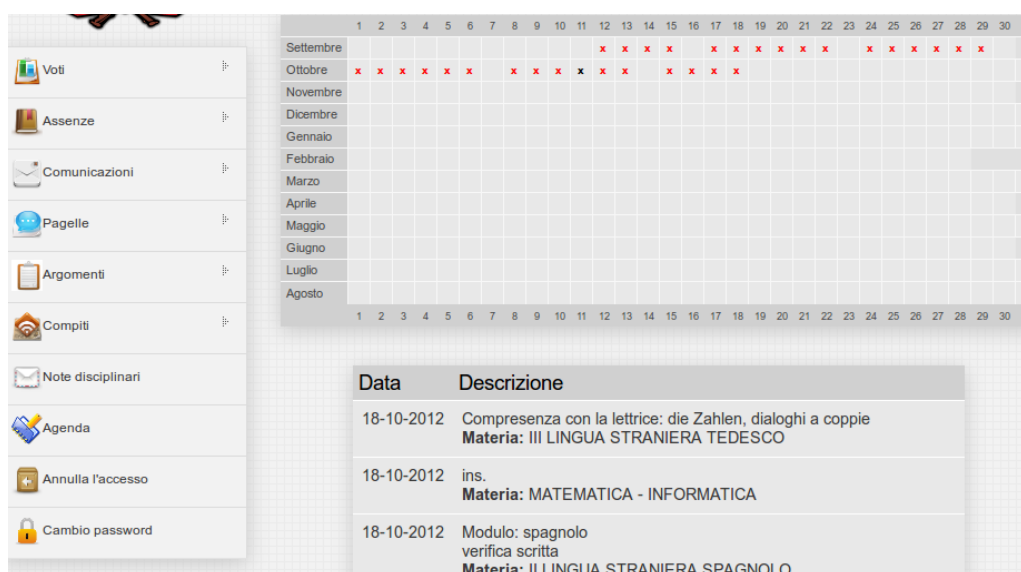 1 2 3 4 5 6 7 8 9 10 11 12 13 14 15 16 17 18 19 20 21 22 23 24 25 26 27 28 29 30
Settembre x x x x x x x x x x x x x x x x
Ottobre x x x x x x x x x x x x x x x x
Novembre
Dicembre
Gennaio
Febbraio
Marzo
Aprile
Maggio
Giugno
Luglio
Agosto
1 2 3 4 5 6 7 8 9 10 11 12 13 14 15 16 17 18 19 20 21 22 23 24 25 26 27 28 29 30
Voti
Assenze
Comunicazioni
Pagelle
Argomenti
Compiti
Note disciplinari
Agenda
Annulla l'accesso
Cambio password
Data Descrizione
18-10-2012 Compresenza con la lettrice: die Zahlen, dialoghi a coppie
Materia: III LINGUA STRANIERA TEDESCO
18-10-2012 ins.
Materia: MATEMATICA - INFORMATICA
18-10-2012 Modulo: spagnolo
verifica scritta
Materia: II LINGUA STRANIERA SPAGNOLO